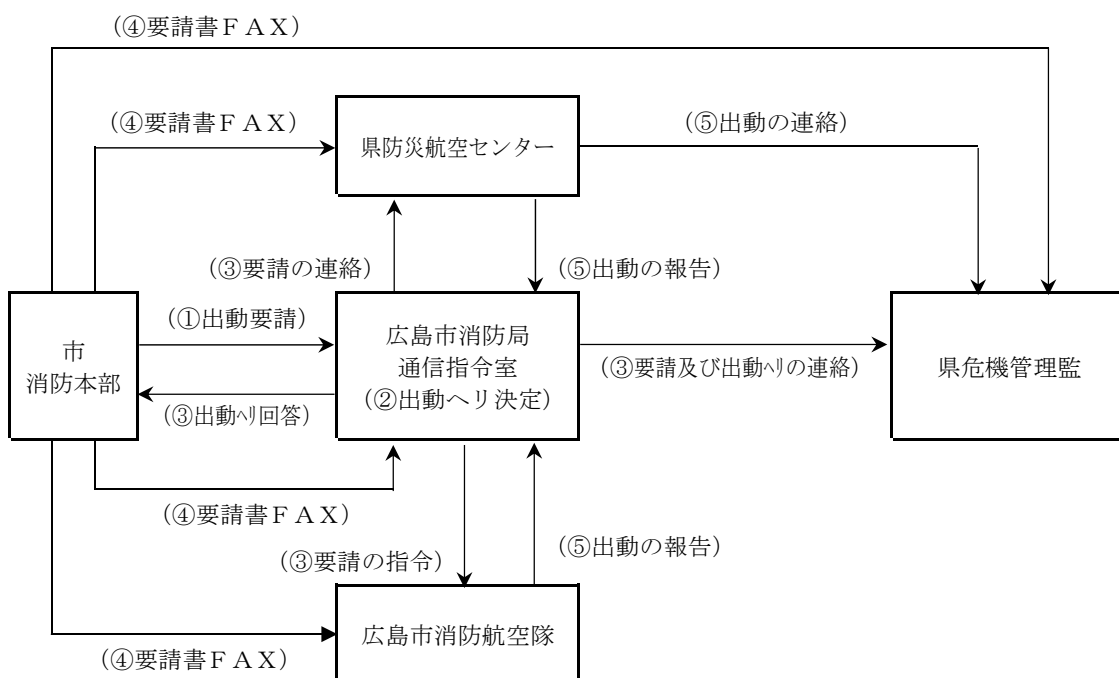 （④要請書ＦＡＸ）
（④要請書ＦＡＸ）
（⑤出動の連絡）
県防災航空センター
（③要請の連絡）
（⑤出動の報告）
（①出動要請）
市
消防本部
広島市消防局
通信指令室
（②出動ヘリ決定）
（③要請及び出動ﾍﾘの連絡）
県危機管理監
（③出動ﾍﾘ回答）
（④要請書ＦＡＸ）
（③要請の指令）
（⑤出動の報告）
広島市消防航空隊
（④要請書ＦＡＸ）